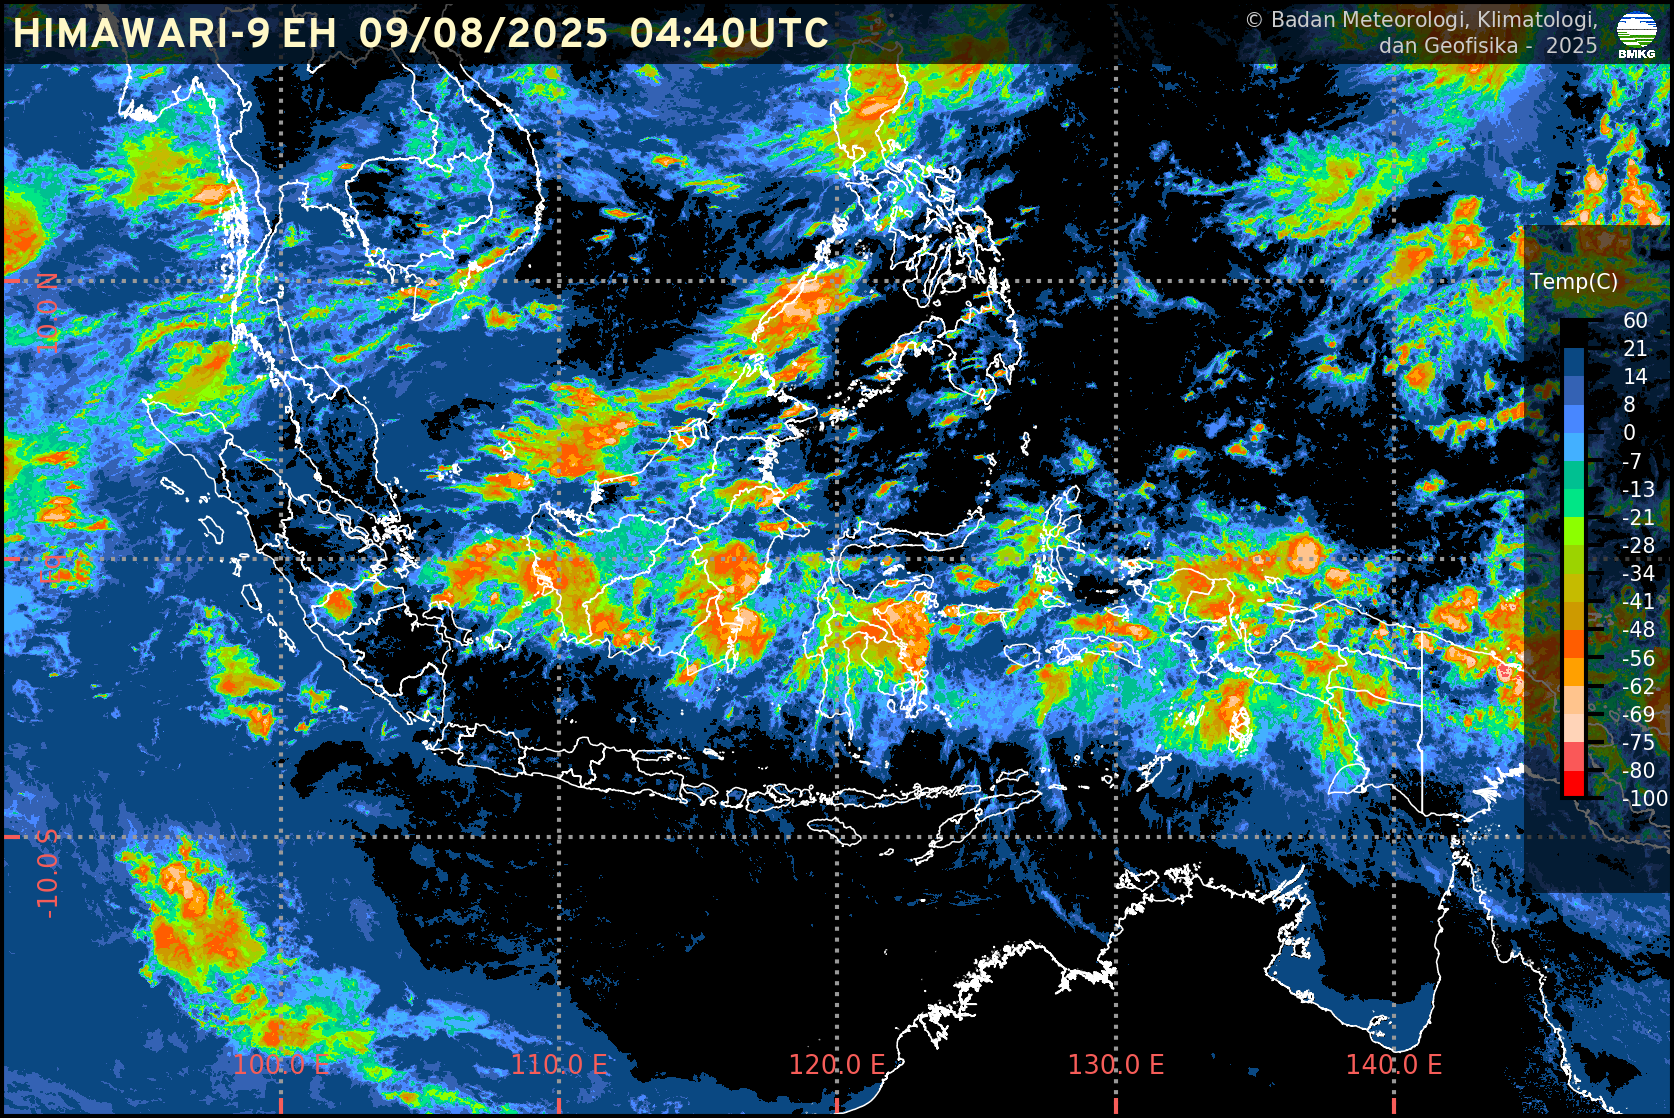 HIMAWARI-9 EH 09/08/2025 04:40UTC
© Badan Meteorologi, Klimatologi,
dan Geofisika - 2025
BMKG
10.0 N
-10.0 S
Temp(C)
60
21
14
8
0
-7
-13
-21
-28
-34
-41
-48
-56
-62
-69
-75
-80
-100
100.0 E
110.0 E
120.0 E
130.0 E
140.0 E